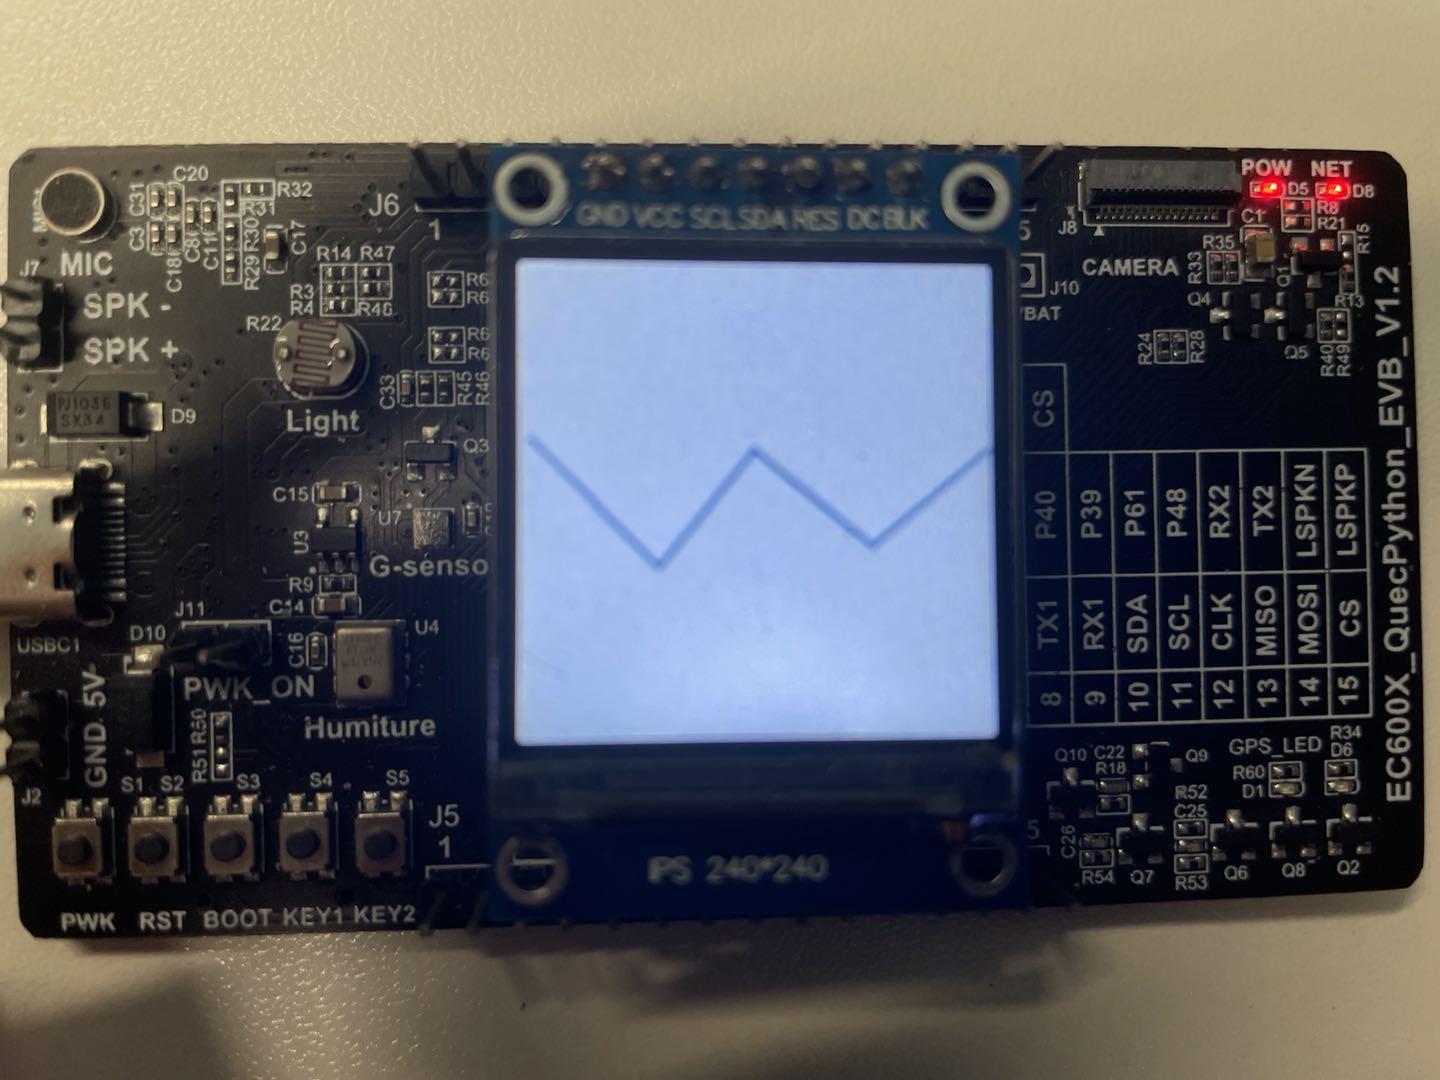 J2
USBC1
J7
MIC1
PWK RST BOOT KEY1 KEY2
GND 5V
PJ1036
SX34
SPK +
SPK -
MIC
S1
S2
S3
S4
S5
D10
D9
C3
C31
C18
C8
C20
C11
R51 R50
J11
PWK_ON
R29 R30
R31
R32
R22
C17
C14
C16
R9
U3
C15
Light
R4
R3
R14
R47
Humiture
U4
G-senso
U7
C33
J6
J5
1
1
Q3
R45
R46
PS 240*240
GND VCC SCL SDA RES DC BLK
8 TX1 P40 CS
9 RX1 P39
10 SDA P61
11 SCL P48
12 CLK RX2
13 MISO TX2
14 MOSI LSPKN
15 CS LSPKP
5
J10
J8
CAMERA
C26
R54
Q10
C22
R18
Q7
R53
C25
R52
Q9
Q6
GPS_LED
D1
R60
Q8
Q2
D6
R34
R24
R28
Q4
R33
R35
C1
POW NET
D5
D8
Q5
Q1
R40
R49
R13
R21
R8
R15
EC600X_QuecPython_EVB_V1.2